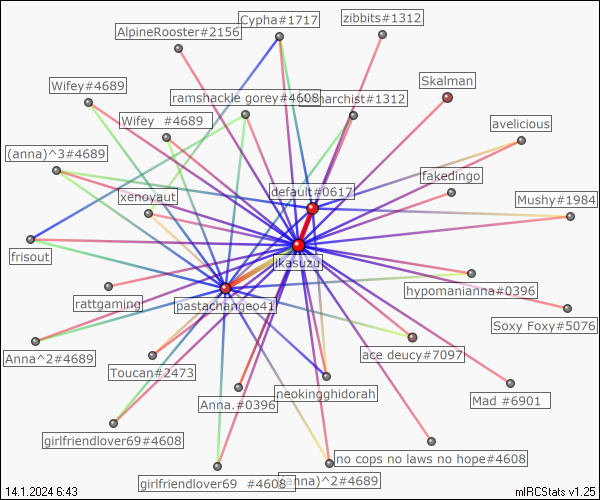 zibbits#1312
Cypha#1717
AlpineRooster#2156
Skalman
Wifey#4689
ramshackle gorey#4608
narchist#1312
Wifey  #4689
avelicious
(anna)^3#4689
fakedingo
default#0617
xenoyaut
Mushy#1984
frisout
jkasuzu
rattgaming
pastachangeo41
hypomanianna#0396
Soxy Foxy#5076
Anna^2#4689
ace deucy#7097
Toucan#2473
neokingghidorah
Anna.#0396
Mad #6901
girlfriendlover69#4608
no cops no laws no hope#4608
girlfriendlover69  #4608
anna)^2#4689
14.1.2024 6:43
mIRCStats v1.25